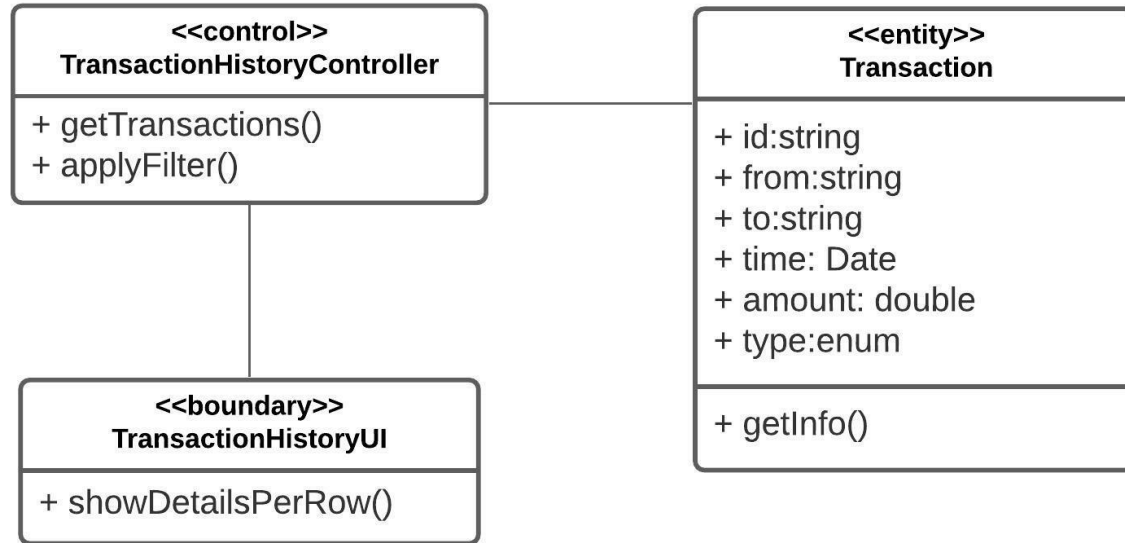 <<control>>
TransactionHistoryController
+ getTransactions()
+ applyFilter()
<<entity>>
Transaction
+ id:string
+ from:string
+ to:string
+ time: Date
+ amount: double
+ type:enum
+ getInfo()
<<boundary>>
TransactionHistoryUI
+ showDetailsPerRow()